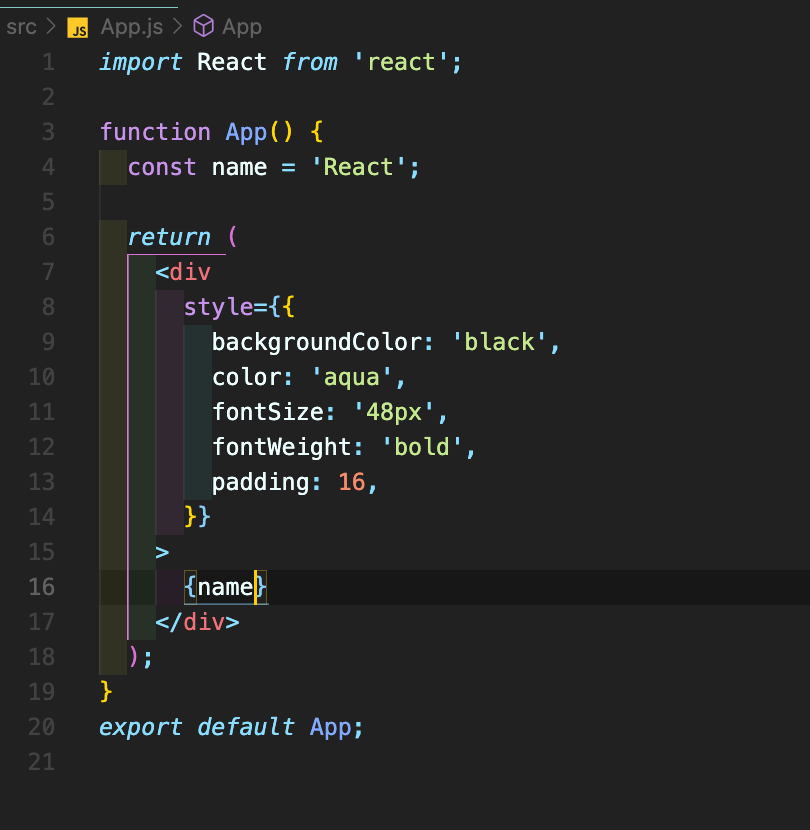 src > JS App.js > App
1 import React from 'react';
2
3 function App() {
4   const name = 'React';
5
6   return (
7     <div
8       style={{
9         backgroundColor: 'black',
10         color: 'aqua',
11         fontSize: '48px',
12         fontWeight: 'bold',
13         padding: 16,
14       }}
15     >
16       {name}
17     </div>
18   );
19 }
20 export default App;
21